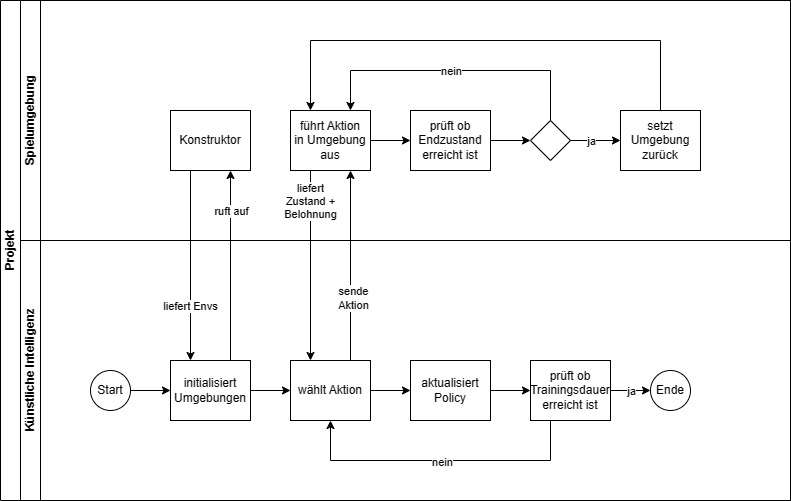 Projekt
Spielumgebung
nein
Konstruktor
führt Aktion
in Umgebung
aus
prüft ob
Endzustand
erreicht ist
ja
setzt
Umgebung
zurück
ruft auf
liefert
Zustand +
Belohnung
Künstliche Intelligenz
liefert Envs
sende
Aktion
Start
initialisiert
Umgebungen
wählt Aktion
aktualisiert
Policy
prüft ob
Trainingsdauer
erreicht ist
ja
Ende
nein